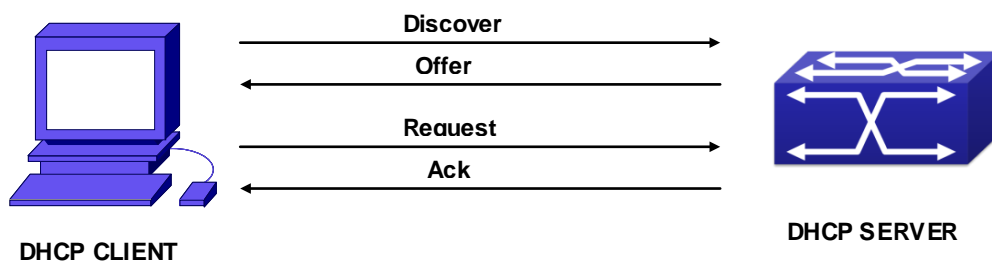 Discover
Offer
Request
Ack
DHCP CLIENT
DHCP SERVER